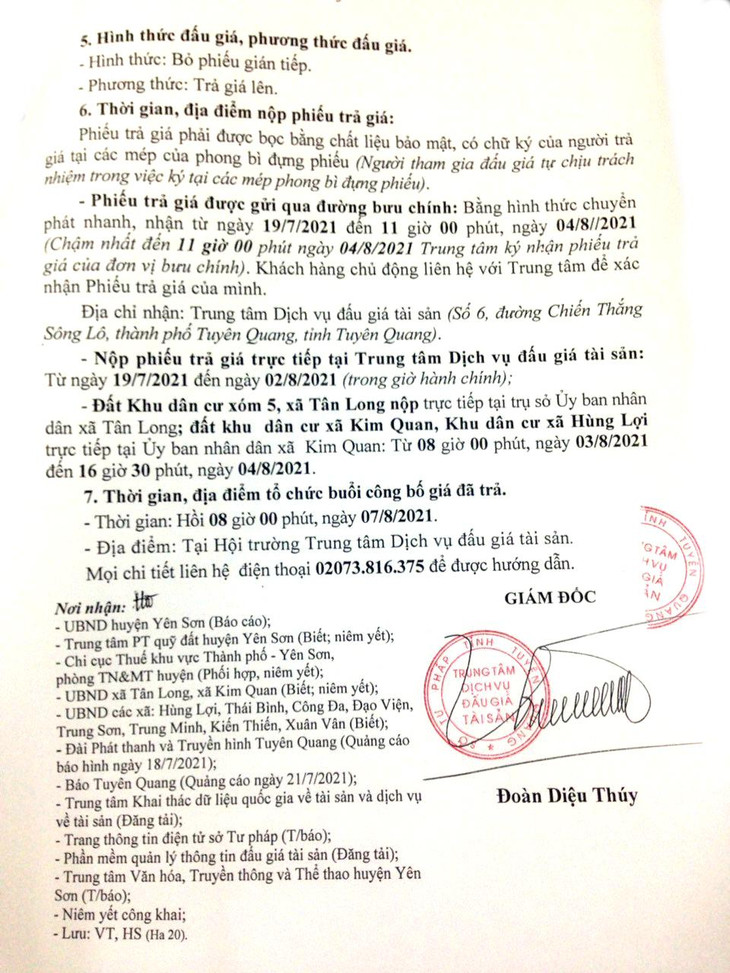 5. Hình thức đấu giá, phương thức đấu giá.
- Hình thức: Bỏ phiếu gián tiếp.
- Phương thức: Trả giá lên.
6. Thời gian, địa điểm nộp phiếu trả giá:
Phiếu trả giá phải được bọc bằng chất liệu bảo mật, có chữ ký của người trả
giá tại các mép của phong bì đựng phiếu (Người tham gia đấu giá tự chịu trách
nhiệm trong việc ký tại các mép phong bì đựng phiếu).
- Phiếu trả giá được gửi qua đường bưu chính: Bằng hình thức chuyển
phát nhanh, nhận từ ngày 19/7/2021 đến 11 giờ 00 phút, ngày 04/8//2021
(Chậm nhất đến 11 giờ 00 phút ngày 04/8/2021 Trung tâm ký nhận phiếu trả
giá của đơn vị bưu chính). Khách hàng chủ động liên hệ với Trung tâm để xác
nhận Phiếu trả giá của mình.
Địa chỉ nhận: Trung tâm Dịch vụ đấu giá tài sản (Số 6, đường Chiến Thắng
Sông Lô, thành phố Tuyên Quang, tỉnh Tuyên Quang).
- Nộp phiếu trả giá trực tiếp tại Trung tâm Dịch vụ đấu giá tài sản:
Từ ngày 19/7/2021 đến ngày 02/8/2021 (trong giờ hành chính);
- Đất Khu dân cư xóm 5, xã Tân Long nộp trực tiếp tại trụ sỏ Ủy ban nhân
dân xã Tân Long; đất khu dân cư xã Kim Quan, Khu dân cư xã Hùng Lợi
trực tiếp tại Ủy ban nhân dân xã Kim Quan: Từ 08 giờ 00 phút, ngày 03/8/2021
đến 16 giờ 30 phút, ngày 04/8/2021.
7. Thời gian, địa điểm tổ chức buổi công bố giá đã trả.
- Thời gian: Hồi 08 giờ 00 phút, ngày 07/8/2021.
- Địa điểm: Tại Hội trường Trung tâm Dịch vụ đấu giá tài sản.
Mọi chi tiết liên hệ điện thoại 02073.816.375 để được hướng dẫn.
Nơi nhận:
- UBND huyện Yên Sơn (Báo cáo);
- Trung tâm PT quỹ đất huyện Yên Sơn (Biết; niêm yết);
- Chi cục Thuế khu vực Thành phố - Yên Sơn,
phòng TN&MT huyện (Phối hợp, niêm yết);
- UBND xã Tân Long, xã Kim Quan (Biết; niêm yết);
- UBND các xã: Hùng Lợi, Thái Bình, Công Đa, Đạo Viện,
Trung Sơn, Trung Minh, Kiến Thiến, Xuân Vân (Biết);
- Đài Phát thanh và Truyền hình Tuyên Quang (Quảng cáo
báo hình ngày 18/7/2021);
- Báo Tuyên Quang (Quảng cáo ngày 21/7/2021);
- Trung tâm Khai thác dữ liệu quốc gia về tài sản và dịch vụ
về tài sản (Đăng tải);
- Trang thông tin điện tử sở Tư pháp (T/báo);
- Phần mềm quản lý thông tin đấu giá tài sản (Đăng tải);
- Trung tâm Văn hóa, Truyền thông và Thể thao huyện Yên
Sơn (T/báo);
- Niêm yết công khai;
- Lưu: VT, HS (Ha 20).
GIÁM ĐỐC
SỞ TƯ PHÁP TỈNH TUYÊN QUANG
TRUNG TÂM
DỊCH VỤ
ĐẤU GIÁ
TÀI SẢN
Đoàn Diệu Thúy
TỈNH TUYÊN QUANG